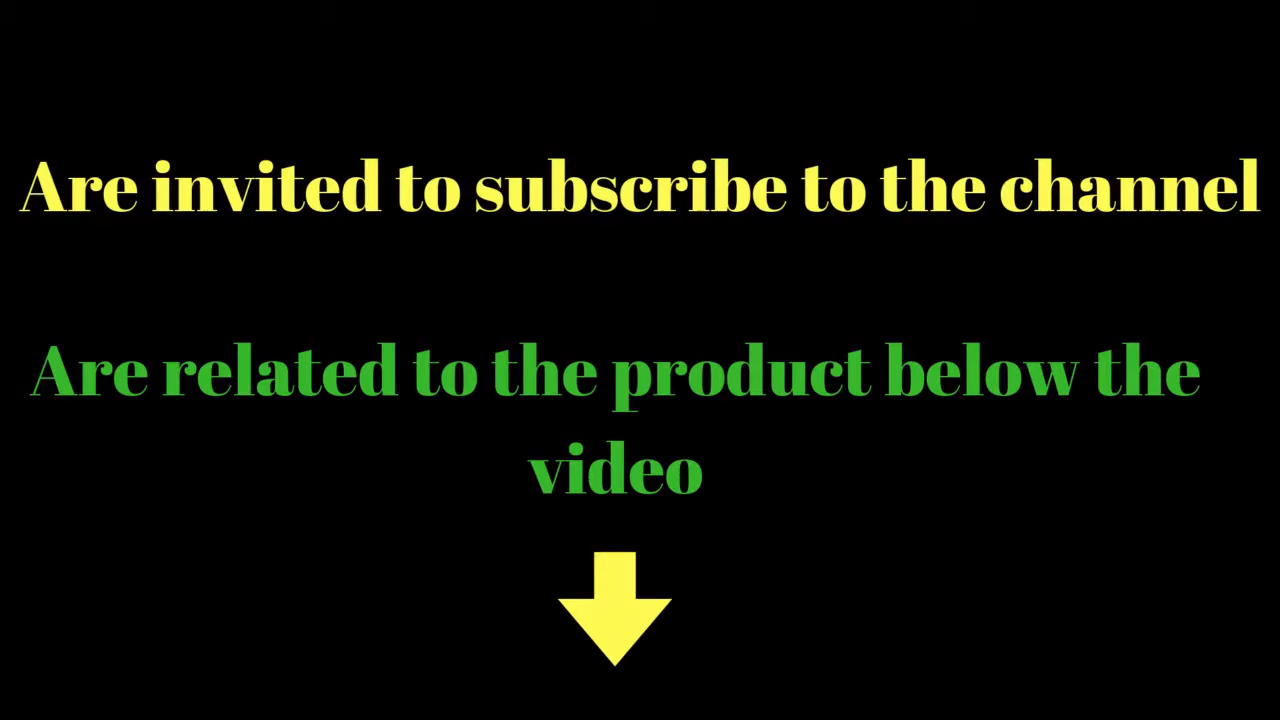 Are invited to subscribe to the channel
Are related to the product below the
video